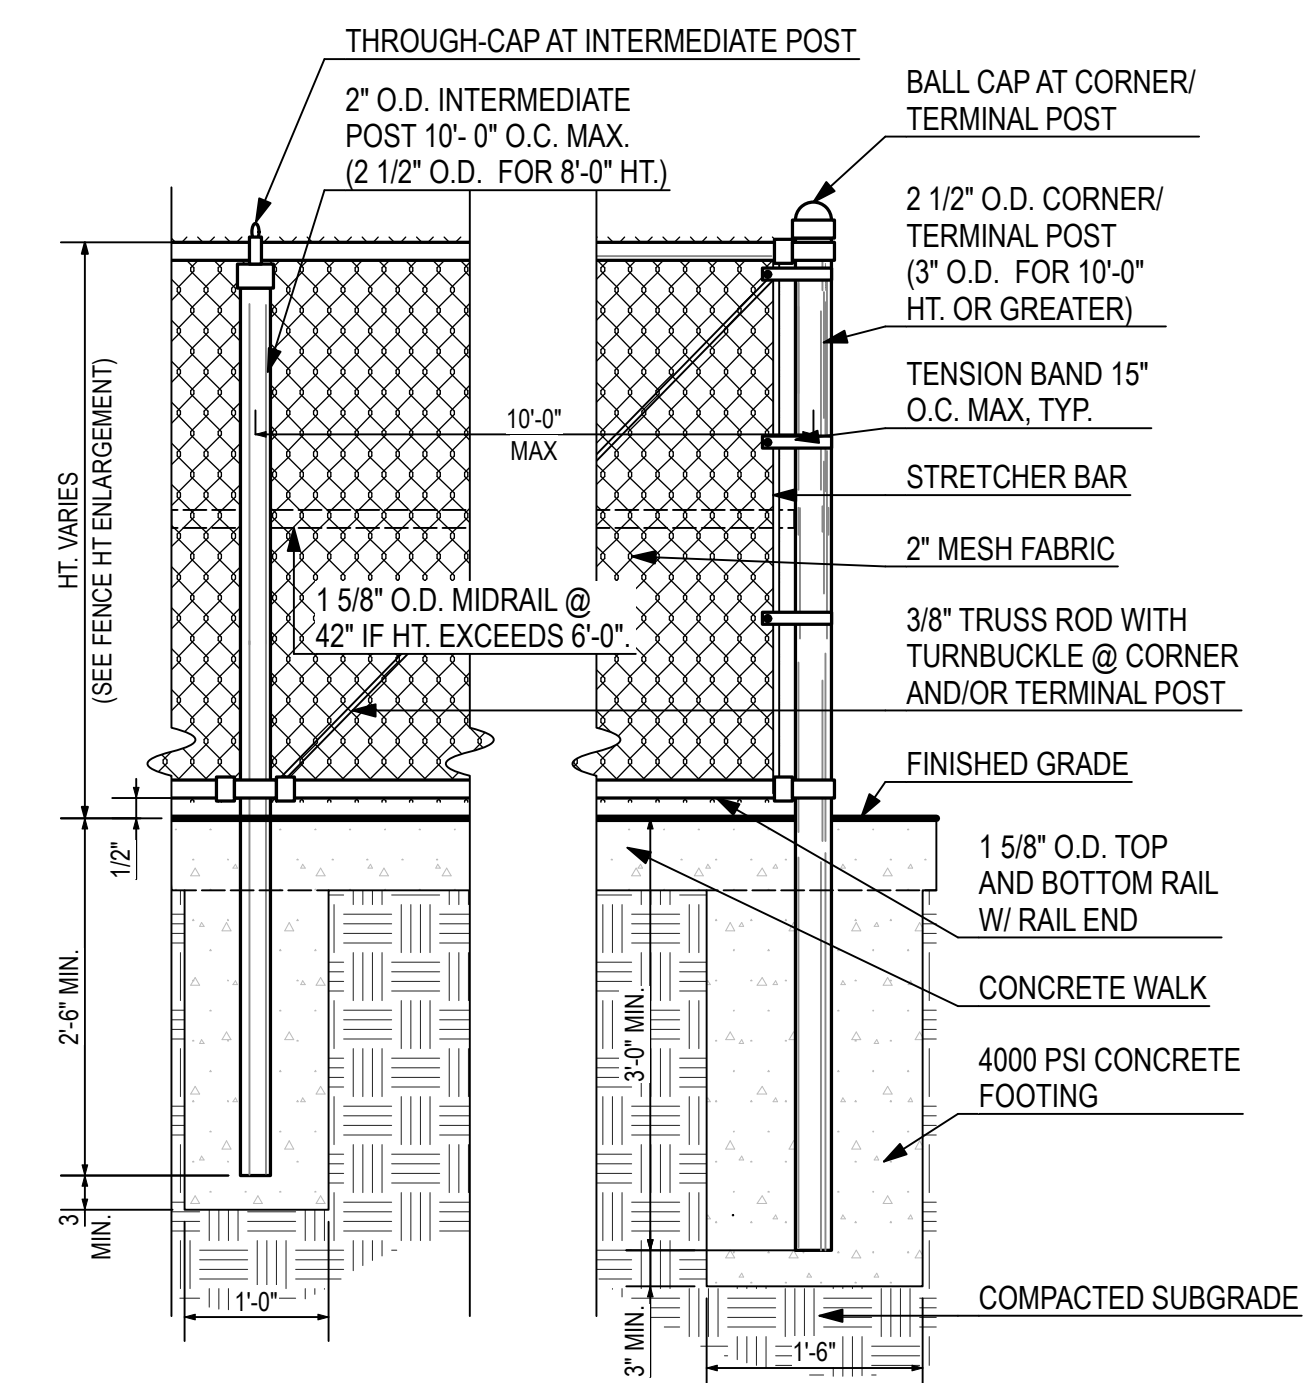 THROUGH-CAP AT INTERMEDIATE POST
2" O.D. INTERMEDIATE
POST 10'- 0" O.C. MAX.
(2 1/2" O.D. FOR 8'-0" HT.)
BALL CAP AT CORNER/
TERMINAL POST
2 1/2" O.D. CORNER/
TERMINAL POST
(3" O.D. FOR 10'-0"
HT. OR GREATER)
TENSION BAND 15"
O.C. MAX, TYP.
10'-0"
MAX
STRETCHER BAR
2" MESH FABRIC
HT. VARIES
(SEE FENCE HT ENLARGEMENT)
1 5/8" O.D. MIDRAIL @
42" IF HT. EXCEEDS 6'-0".
3/8" TRUSS ROD WITH
TURNBUCKLE @ CORNER
AND/OR TERMINAL POST
FINISHED GRADE
1/2"
1 5/8" O.D. TOP
AND BOTTOM RAIL
W/ RAIL END
CONCRETE WALK
2'-6" MIN.
3'-0" MIN.
4000 PSI CONCRETE
FOOTING
3
MIN.
1'-0"
COMPACTED SUBGRADE
3" MIN.
1'-6"